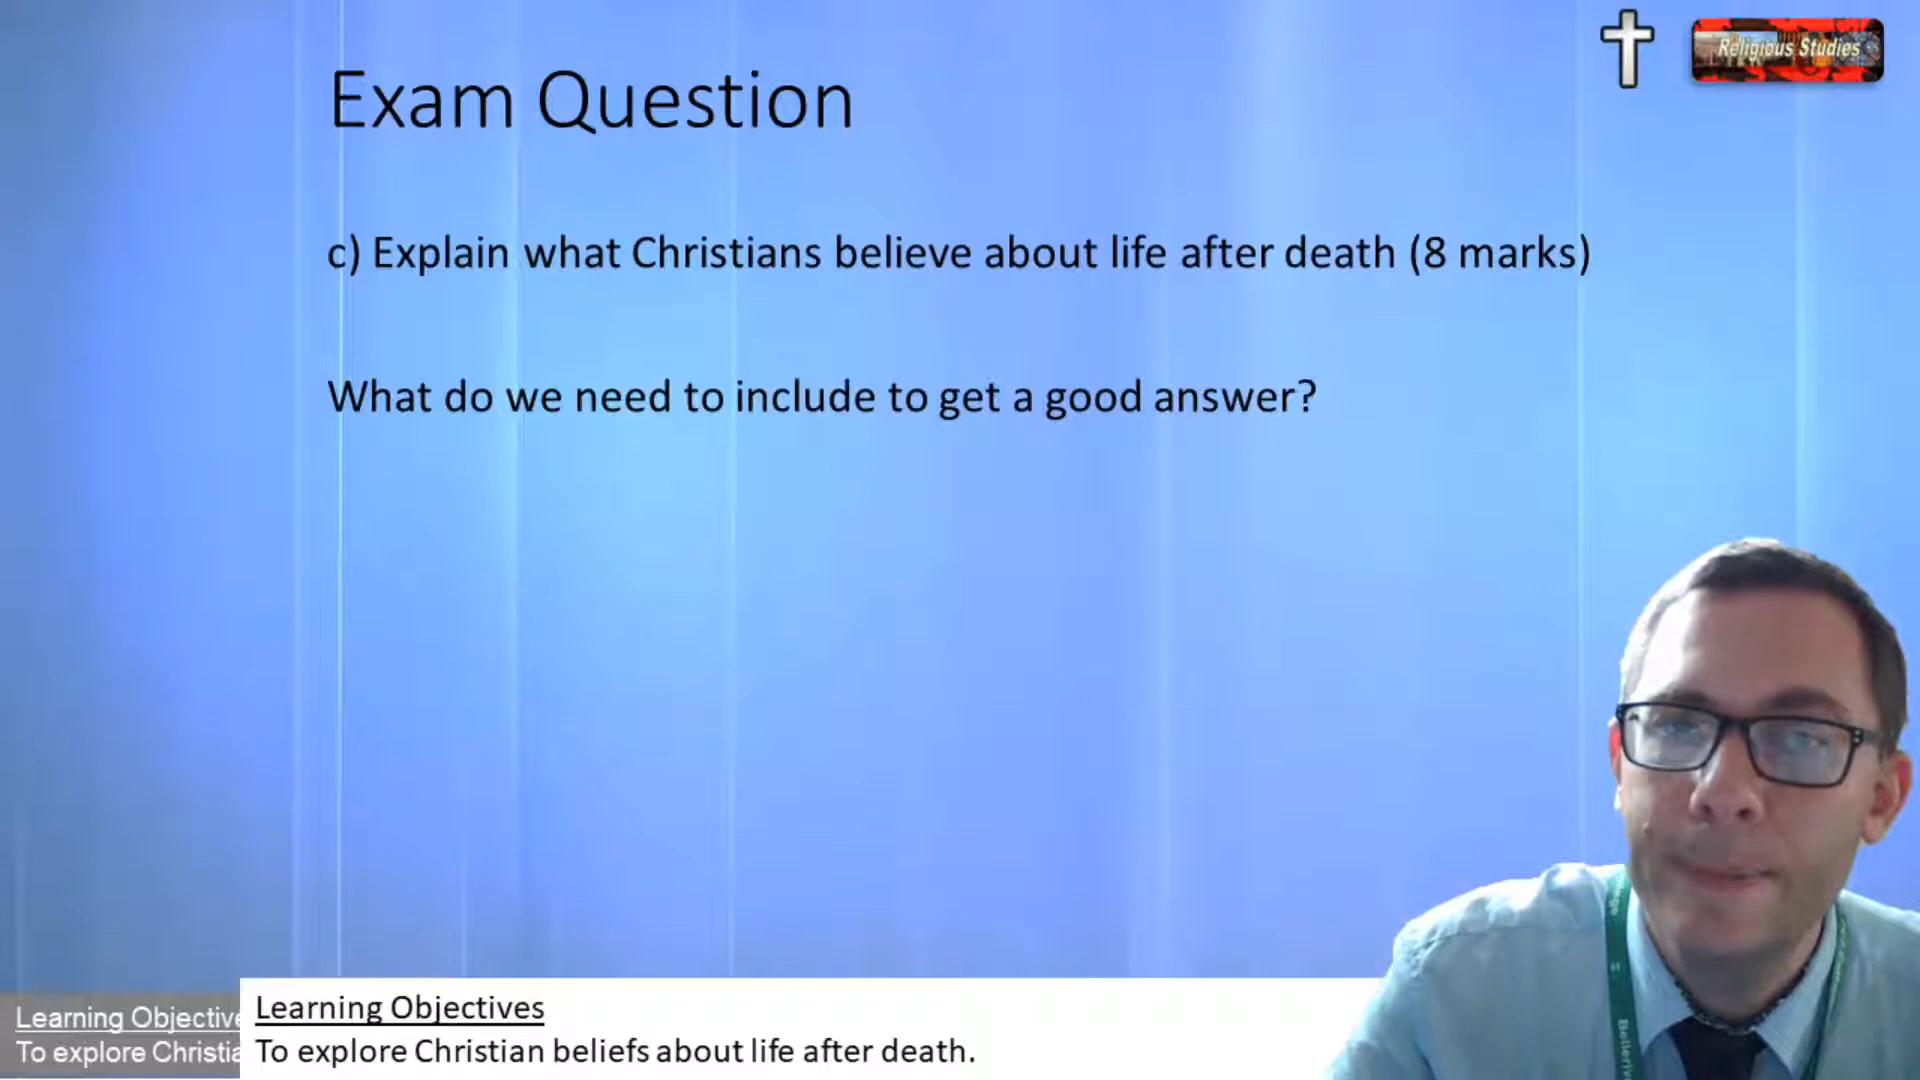 Religious Studies
Exam Question
c) Explain what Christians believe about life after death (8 marks)
What do we need to include to get a good answer?
Learning Objective
To explore Christia
Learning Objectives
To explore Christian beliefs about life after death.